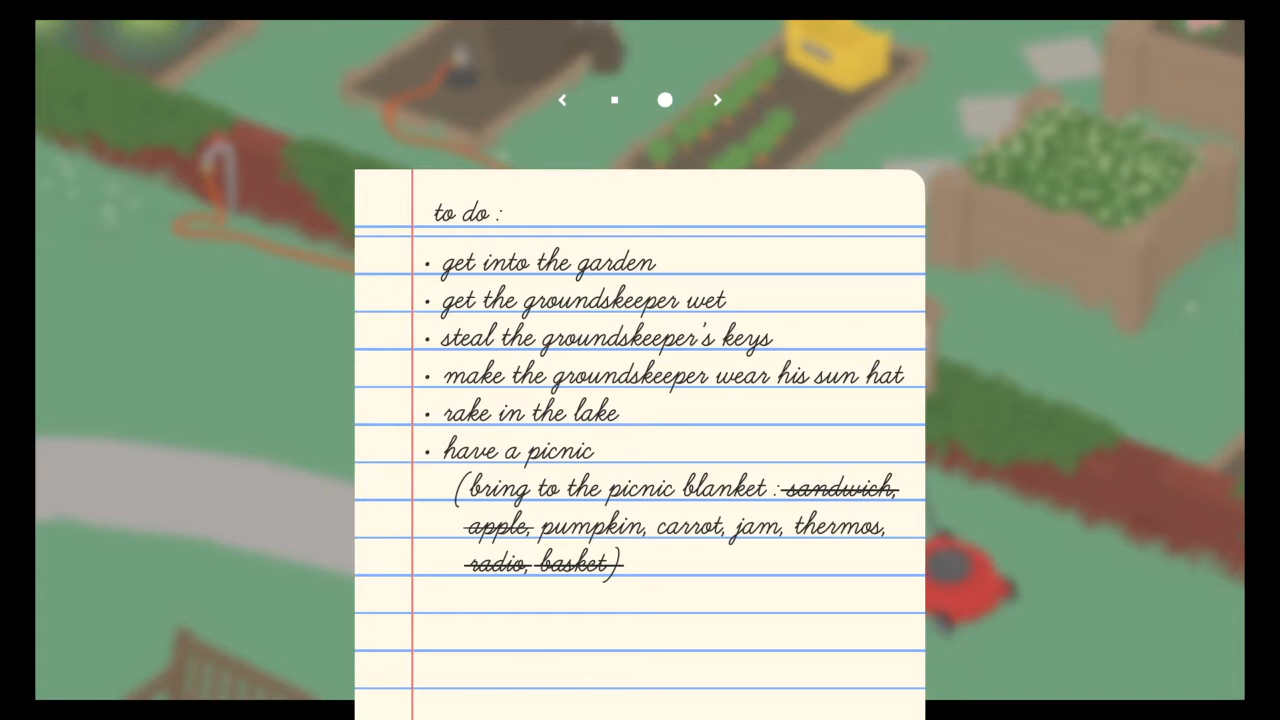 to do :
• get into the garden
• get the groundskeeper wet
• steal the groundskeeper's keys
• make the groundskeeper wear his sun hat
• rake in the lake
• have a picnic
(bring to the picnic blanket : sandwich,
apple, pumpkin, carrot, jam, thermos,
radio, basket)